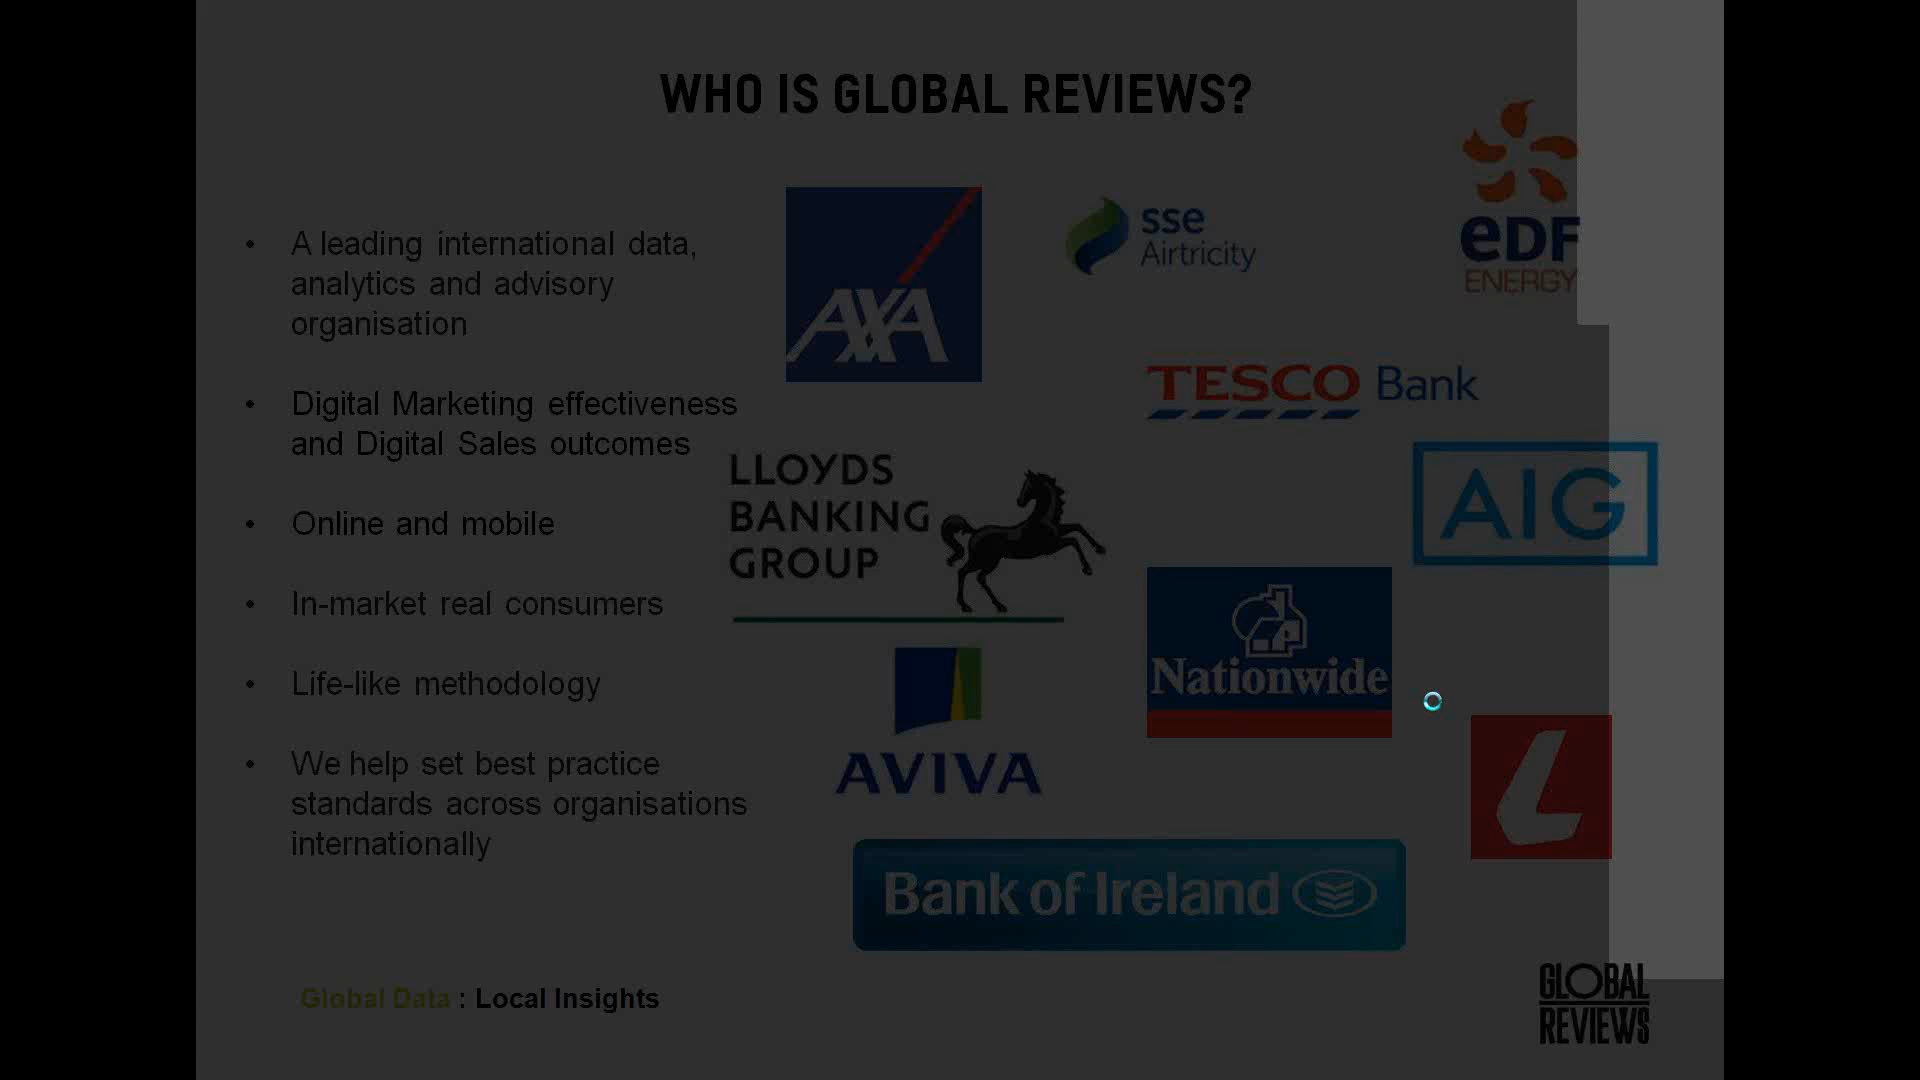 WHO IS GLOBAL REVIEWS?
• A leading international data,
analytics and advisory
organisation
• Digital Marketing effectiveness
and Digital Sales outcomes
• Online and mobile
• In-market real consumers
• Life-like methodology
• We help set best practice
standards across organisations
internationally
AXA
sse
Airtricity
eDF
ENERGY
TESCO Bank
LLOYDS
BANKING
GROUP
AIG
Nationwide
AVIVA
L
Bank of Ireland
Global Data : Local Insights
GLOBAL
REVIEWS